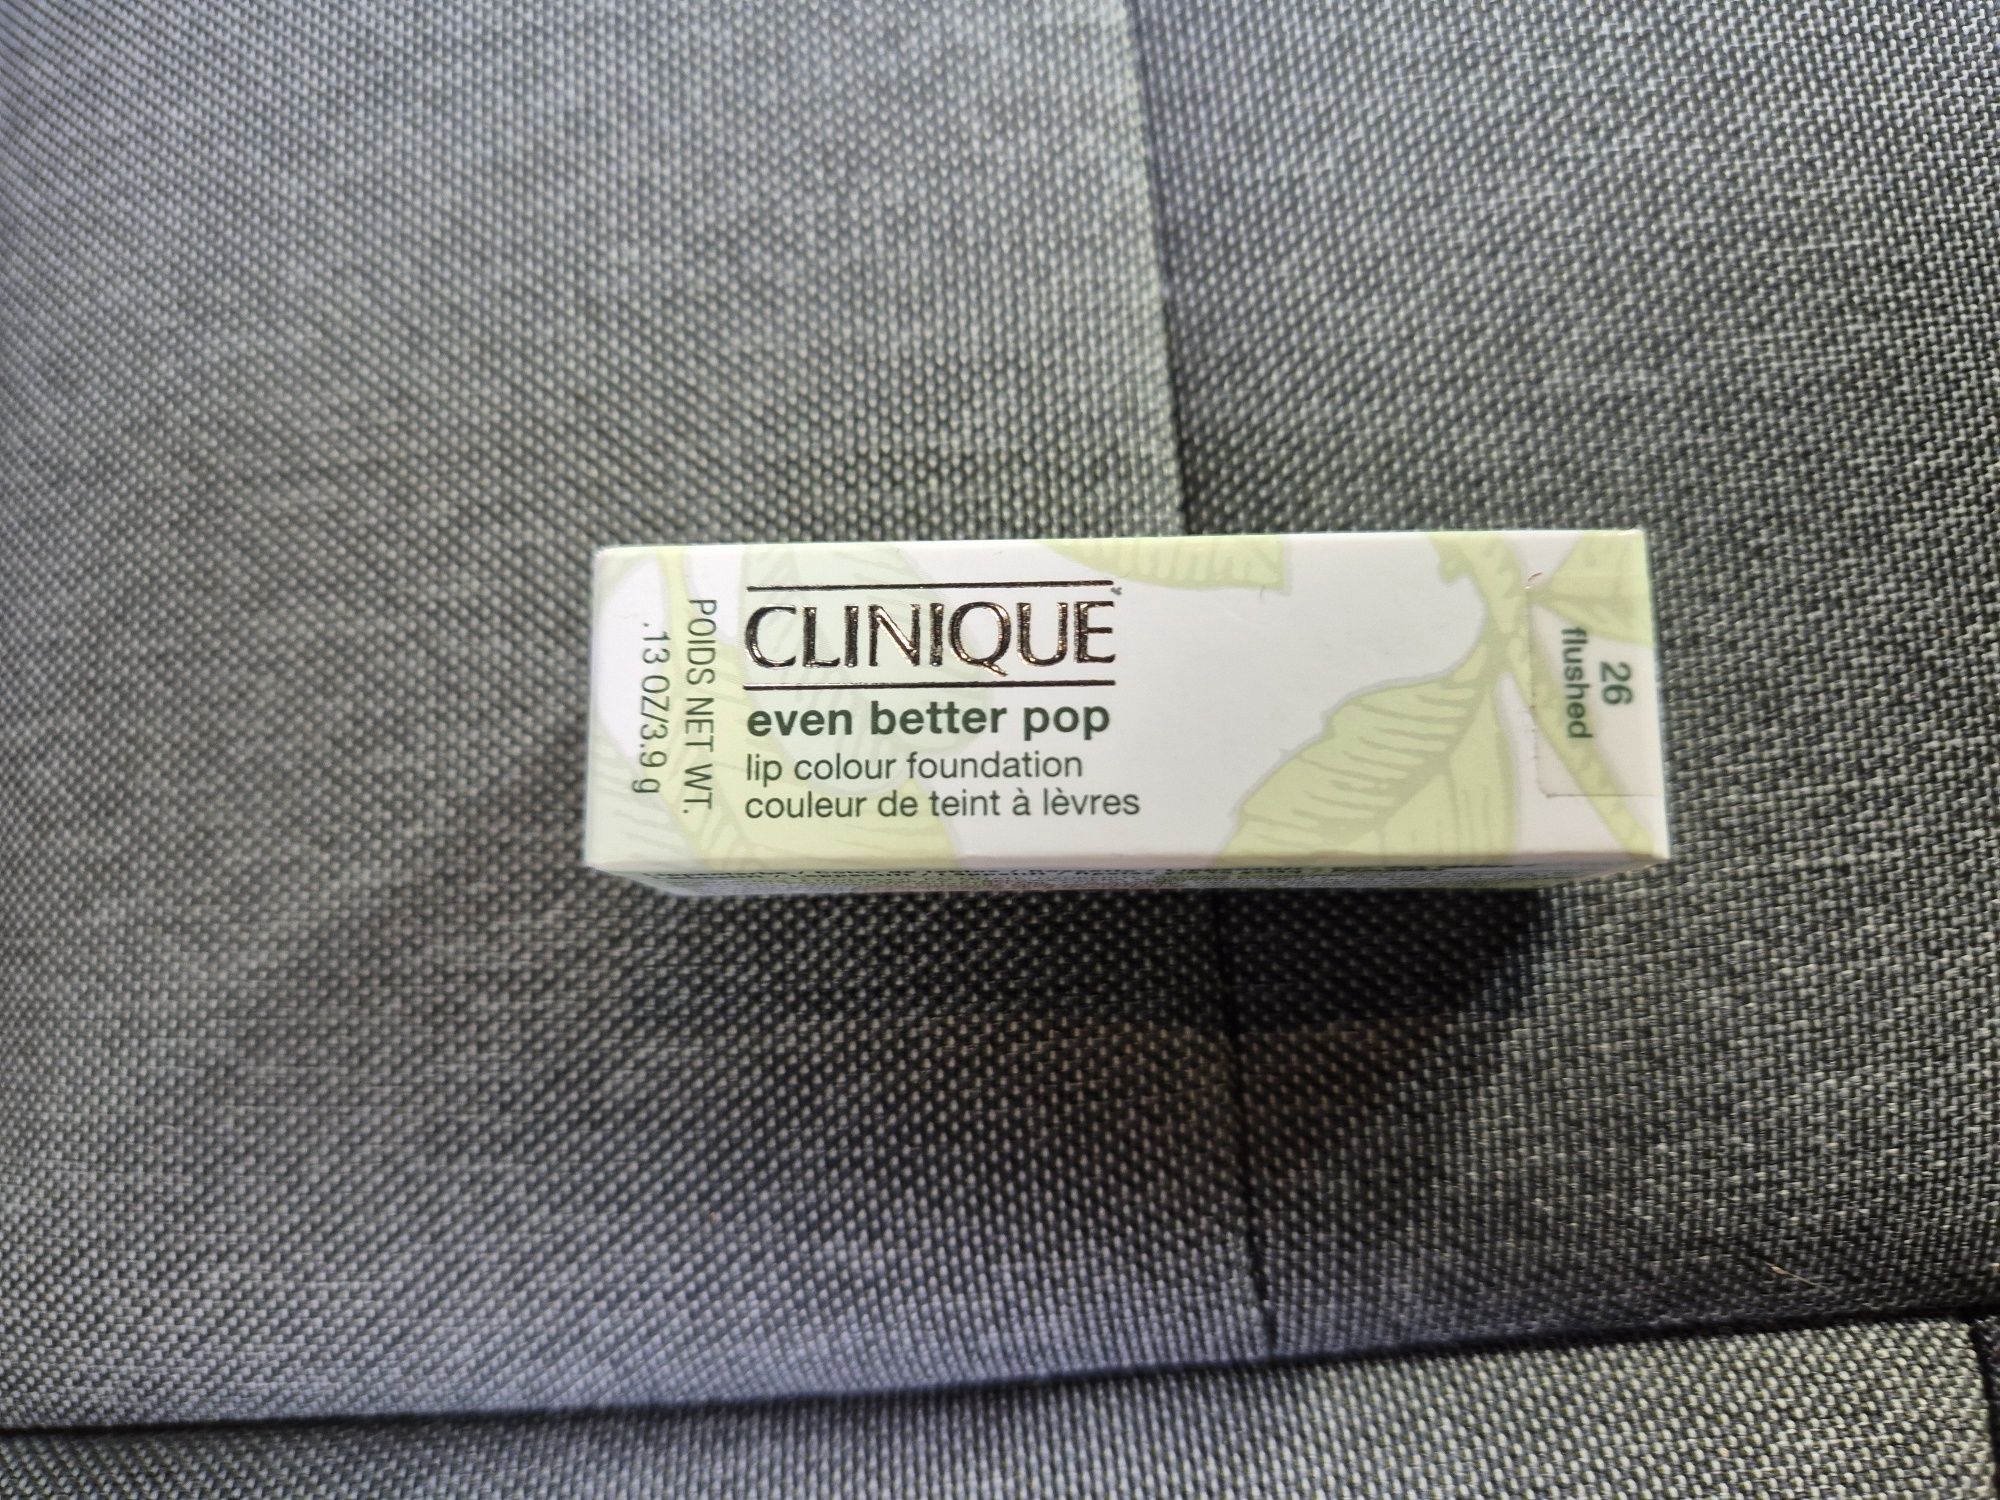 CLINIQUE
even better pop
lip colour foundation
couleur de teint à lèvres
POIDS NET WT.
.13 OZ/3.9 g
26
flushed